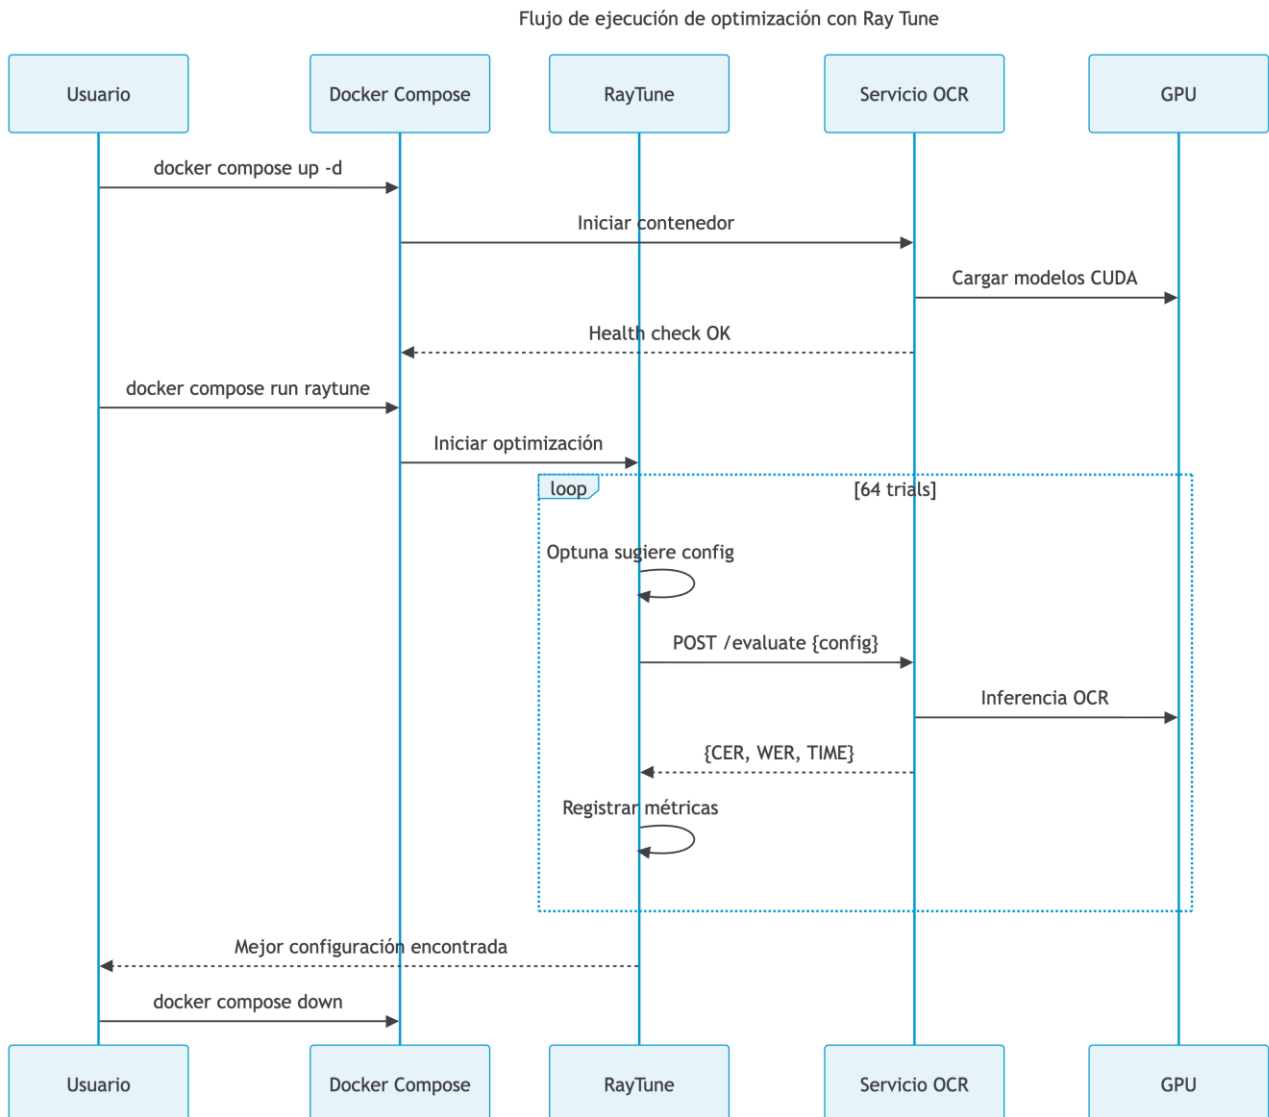 Flujo de ejecución de optimización con Ray Tune
Usuario
Docker Compose
RayTune
Servicio OCR
GPU
docker compose up -d
Iniciar contenedor
Cargar modelos CUDA
Health check OK
docker compose run raytune
Iniciar optimización
loop
[64 trials]
Optuna sugiere config
POST /evaluate {config}
Inferencia OCR
{CER, WER, TIME}
Registrar métricas
Mejor configuración encontrada
docker compose down
Usuario
Docker Compose
RayTune
Servicio OCR
GPU